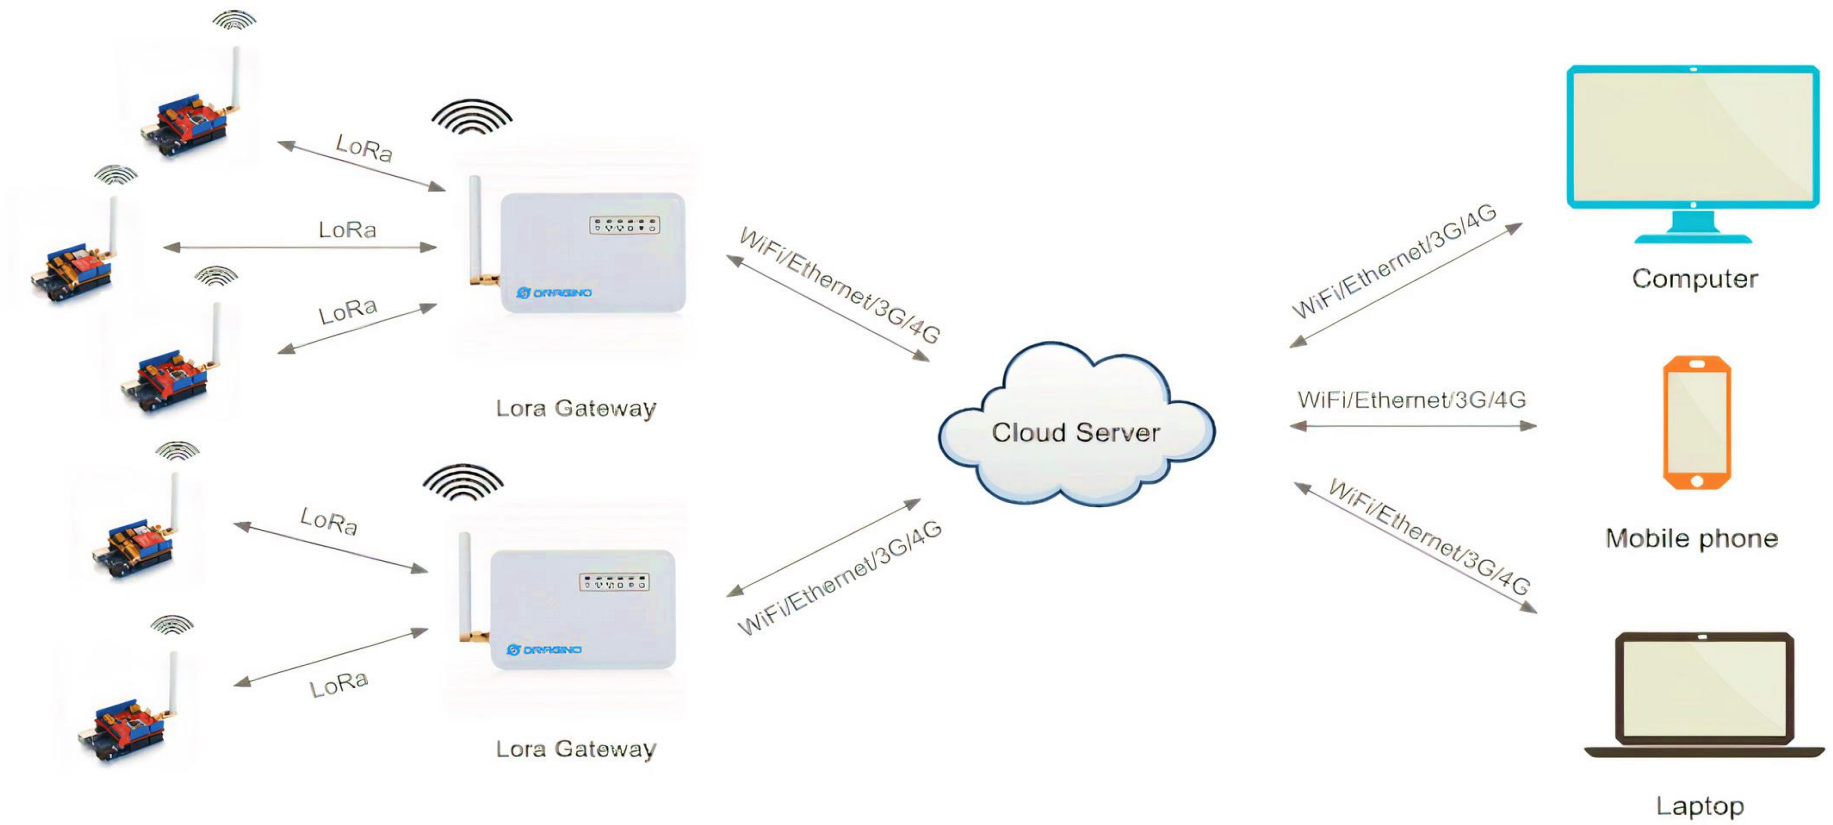 LoRa
LoRa
LoRa
DRAGINO
Lora Gateway
WiFi/Ethernet/3G/4G
LoRa
LoRa
DRAGINO
Lora Gateway
WiFi/Ethernet/3G/4G
Cloud Server
WiFi/Ethernet/3G/4G
Computer
WiFi/Ethernet/3G/4G
Mobile phone
WiFi/Ethernet/3G/4G
Laptop